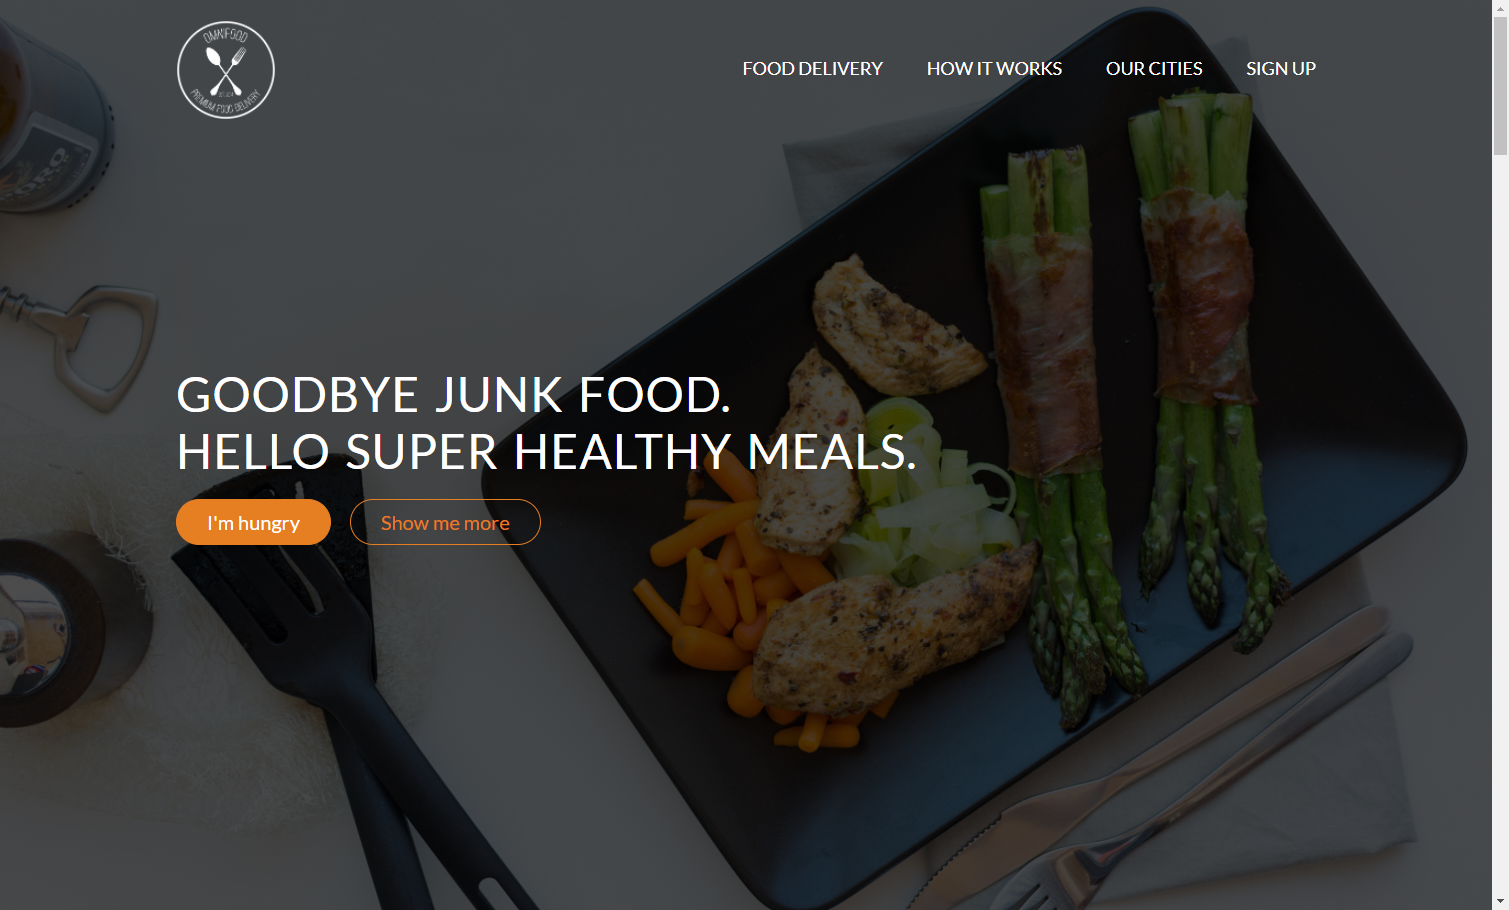 OMNIFOOD
PREMIUM FOOD DELIVERY
FOOD DELIVERY
HOW IT WORKS
OUR CITIES
SIGN UP
GOODBYE JUNK FOOD.
HELLO SUPER HEALTHY MEALS.
I'm hungry
Show me more